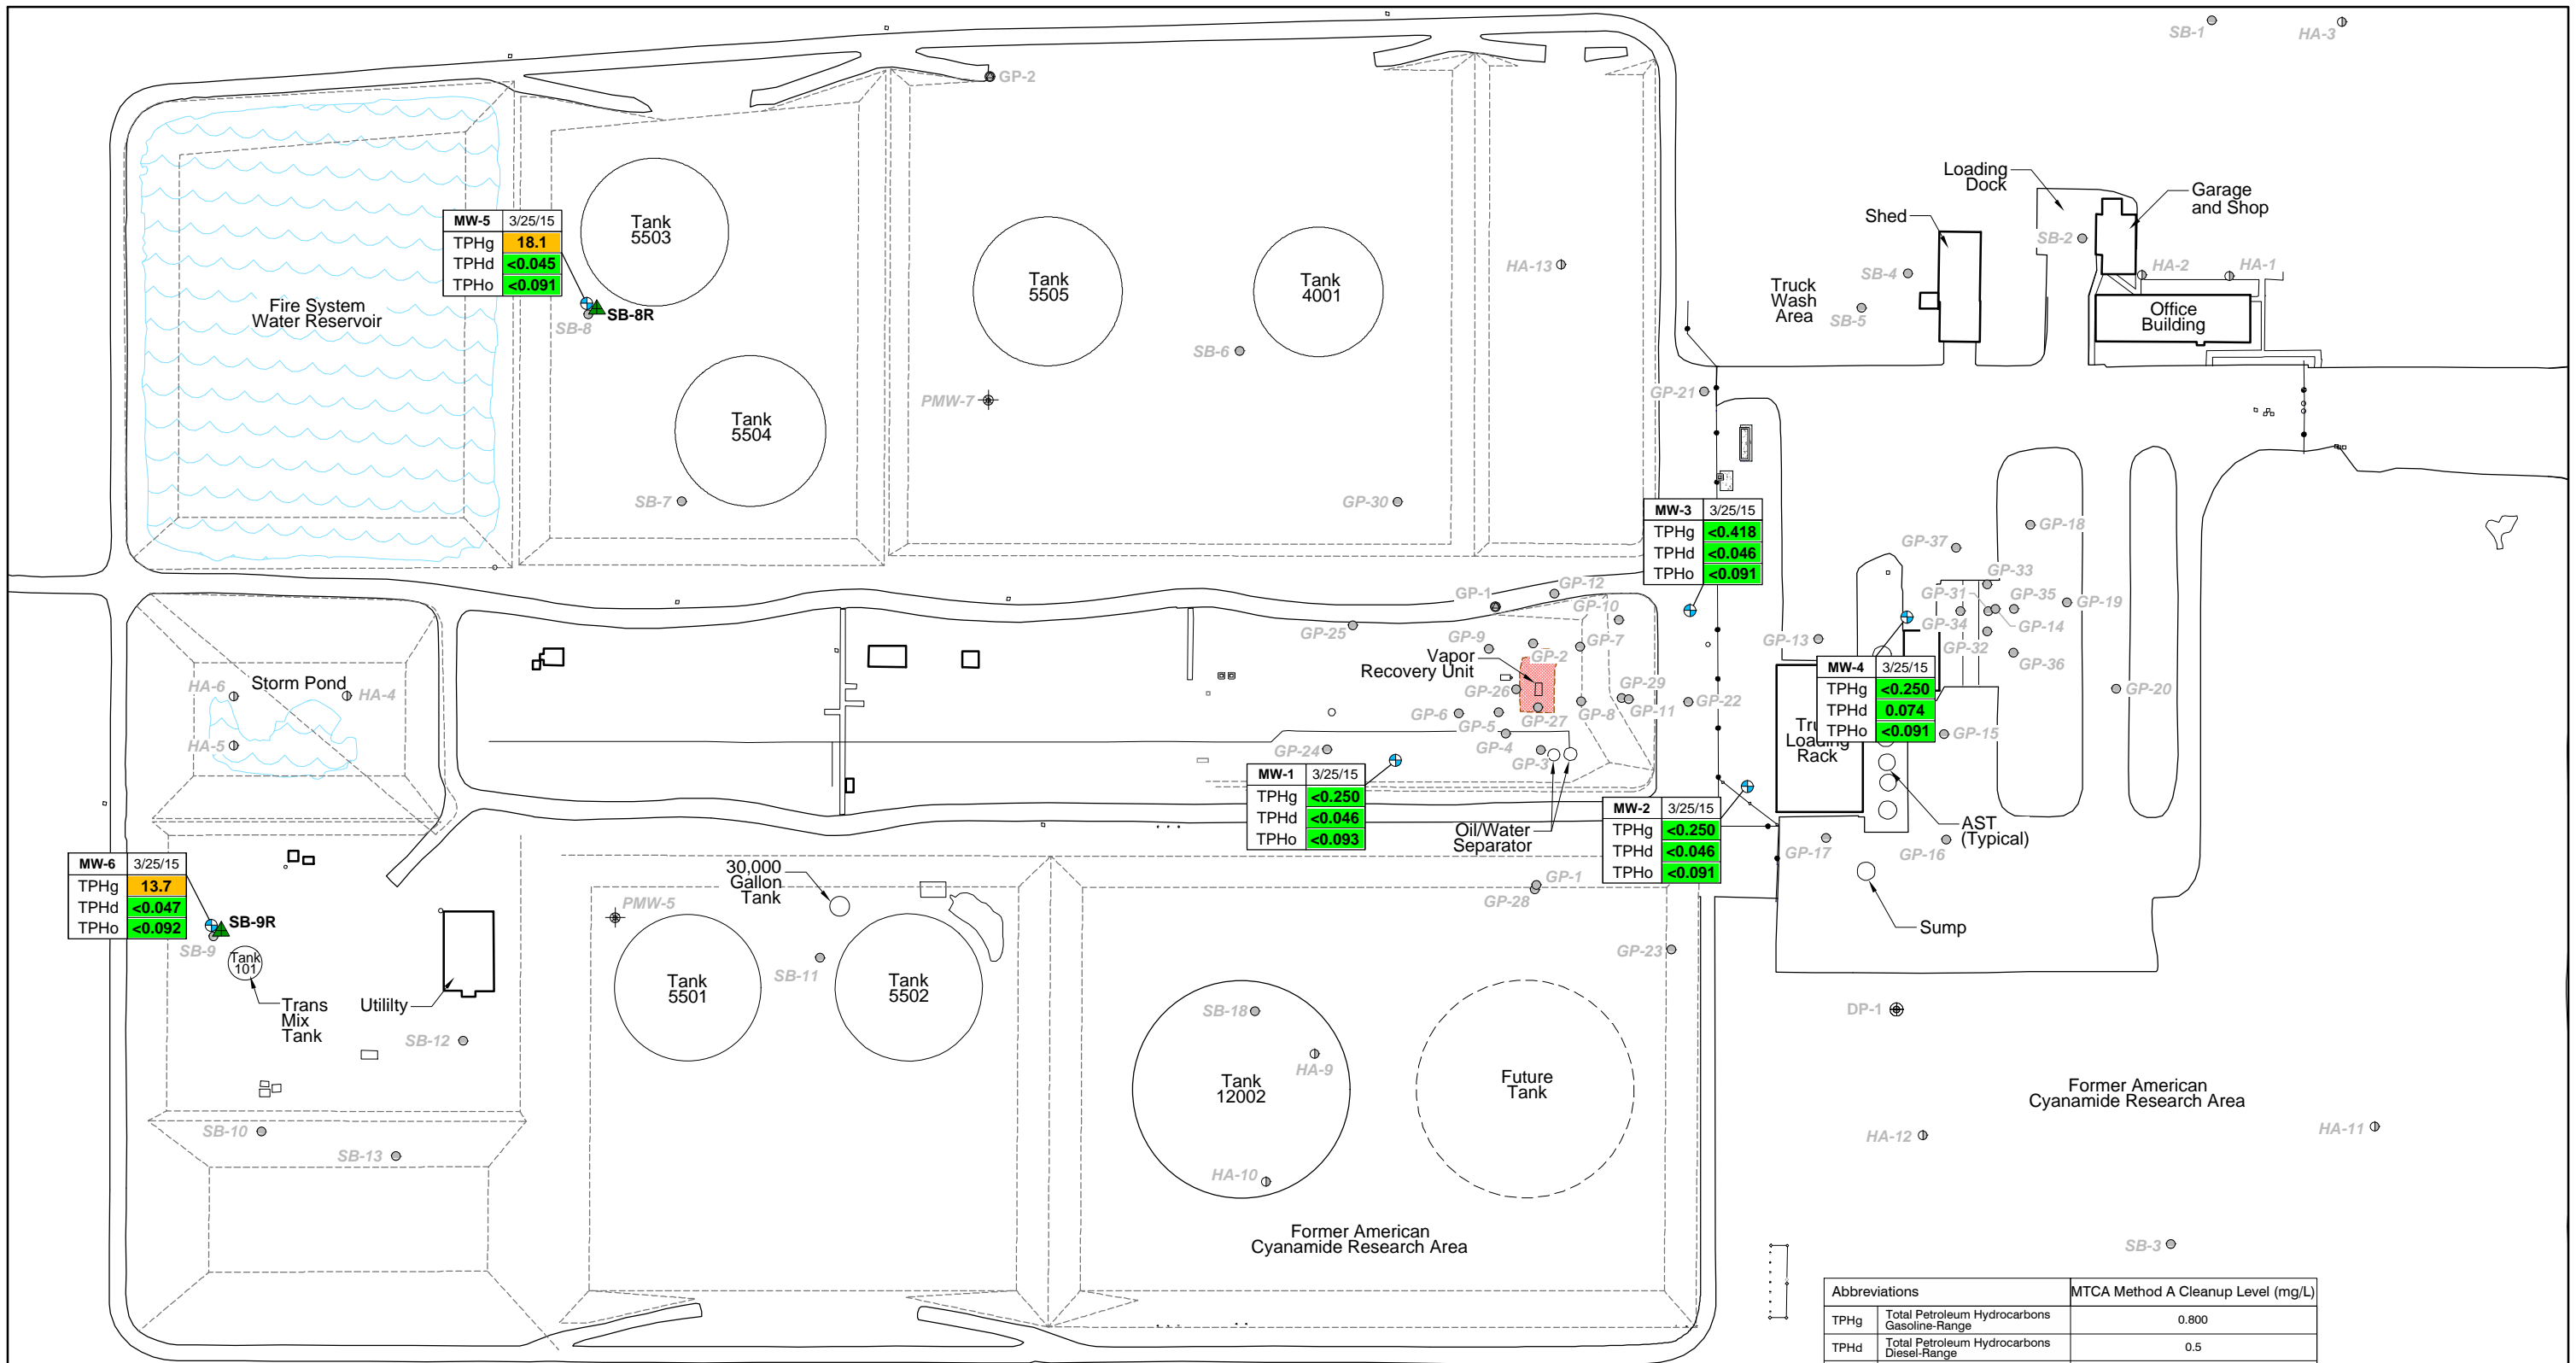 SB-1
HA-3
GP-2
Loading
Dock
Garage
and Shop
Shed
SB-2
HA-2
HA-1
SB-4
Truck
Wash
Area
SB-5
Office
Building
MW-5 3/25/15
TPHg 18.1
TPHd <0.045
TPHo <0.091
SB-8R
SB-8
Tank
5503
Fire System
Water Reservoir
Tank
5505
Tank
4001
HA-13
SB-6
PMW-7
Tank
5504
GP-21
SB-7
GP-30
MW-3 3/25/15
TPHg <0.418
TPHd <0.046
TPHo <0.091
GP-18
GP-37
GP-33
GP-12
GP-1
GP-10
GP-31
GP-35
GP-19
GP-25
GP-34
GP-14
GP-9
GP-7
GP-13
GP-32
GP-2
GP-36
Vapor
Recovery Unit
MW-4 3/25/15
TPHg <0.250
TPHd 0.074
TPHo <0.091
Storm Pond
HA-6
HA-4
HA-5
GP-26
GP-29
GP-20
GP-6
GP-5
GP-27
GP-8
GP-11
GP-22
GP-24
GP-4
GP-3
GP-15
Tru
Loading
Rack
MW-1 3/25/15
TPHg <0.250
TPHd <0.046
TPHo <0.093
MW-2 3/25/15
TPHg <0.250
TPHd <0.046
TPHo <0.091
Oil/Water
Separator
AST
(Typical)
GP-17
GP-16
MW-6 3/25/15
TPHg 13.7
TPHd <0.047
TPHo <0.092
SB-9R
SB-9
30,000
Gallon
Tank
PMW-5
GP-1
GP-28
Sump
GP-23
Tank
101
SB-11
Tank
5501
Tank
5502
Trans
Mix
Tank
Utililty
SB-12
SB-18
DP-1
HA-9
Tank
12002
Future
Tank
Former American
Cyanamide Research Area
SB-10
SB-13
HA-12
HA-11
HA-10
Former American
Cyanamide Research Area
SB-3
Abbreviations MTCA Method A Cleanup Level (mg/L)
TPHg Total Petroleum Hydrocarbons Gasoline-Range 0.800
TPHd Total Petroleum Hydrocarbons Diesel-Range 0.5